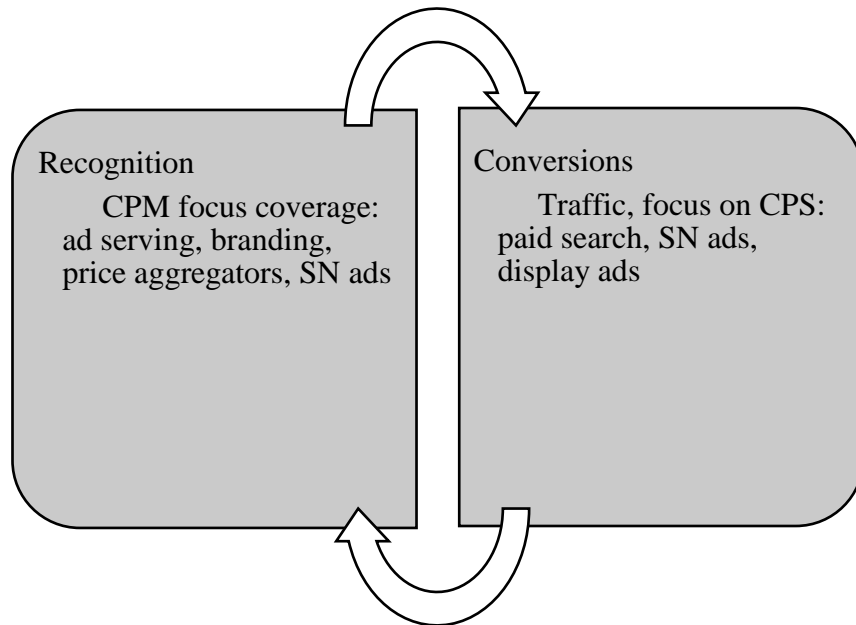 Recognition
CPM focus coverage:
ad serving, branding,
price aggregators, SN ads
Conversions
Traffic, focus on CPS:
paid search, SN ads,
display ads